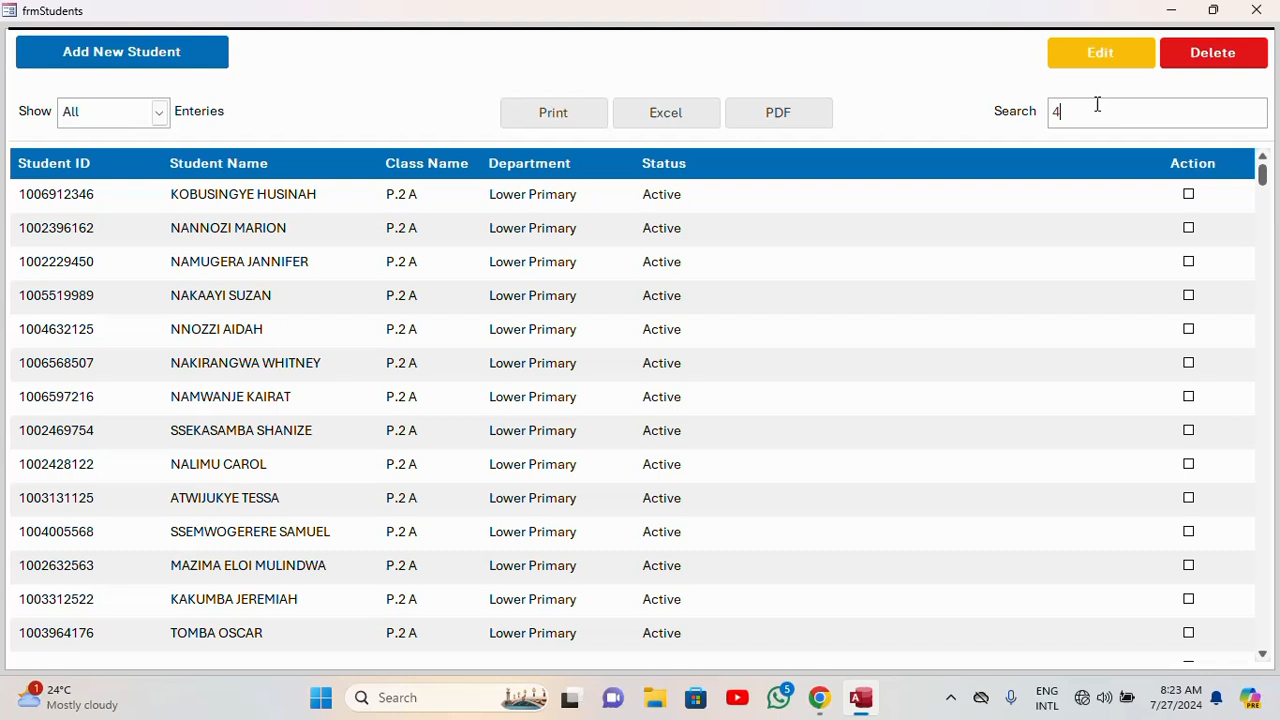 frmStudents
Add New Student
Edit
Delete
Show All Enteries
Print
Excel
PDF
Search 4
Student ID Student Name Class Name Department Status Action
1006912346 KOBUSINGYE HUSINAH P.2 A Lower Primary Active
1002396162 NANNOZI MARION P.2 A Lower Primary Active
1002229450 NAMUGERA JANNIFER P.2 A Lower Primary Active
1005519989 NAKAAYI SUZAN P.2 A Lower Primary Active
1004632125 NNOZZI AIDAH P.2 A Lower Primary Active
1006568507 NAKIRANGWA WHITNEY P.2 A Lower Primary Active
1006597216 NAMWANJE KAIRAT P.2 A Lower Primary Active
1002469754 SSEKASAMBA SHANIZE P.2 A Lower Primary Active
1002428122 NALIMU CAROL P.2 A Lower Primary Active
1003131125 ATWIJUKYE TESSA P.2 A Lower Primary Active
1004005568 SSEMWOGERERE SAMUEL P.2 A Lower Primary Active
1002632563 MAZIMA ELOI MULINDWA P.2 A Lower Primary Active
1003312522 KAKUMBA JEREMIAH P.2 A Lower Primary Active
1003964176 TOMBA OSCAR P.2 A Lower Primary Active
1
24°C
Mostly cloudy
Search
5
ENG
INTL
8:23 AM
7/27/2024
PRE